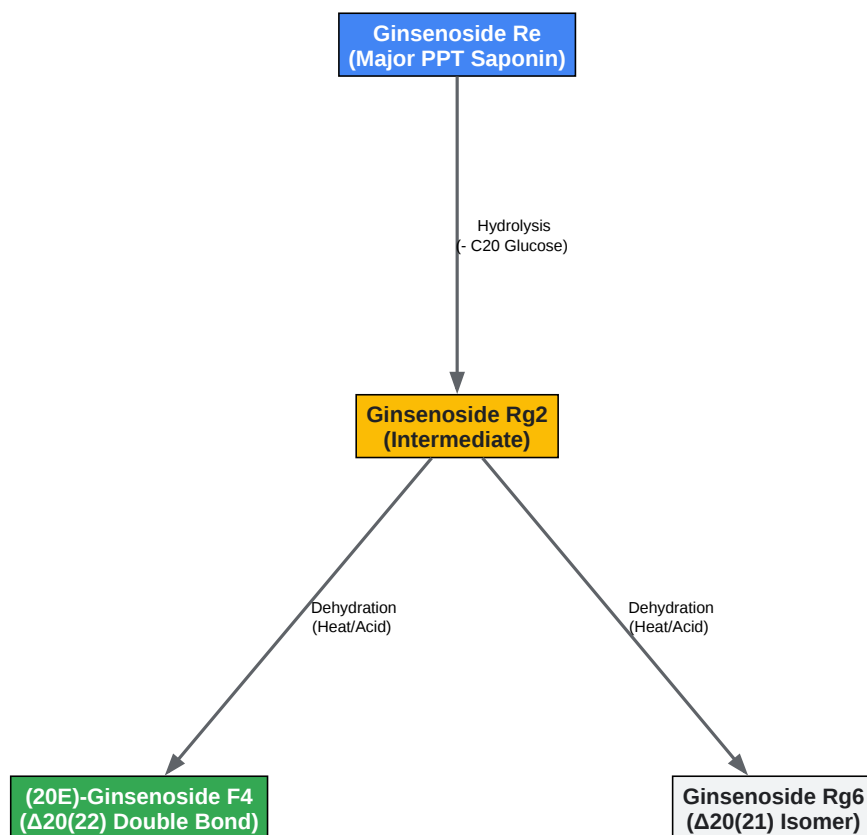 Ginsenoside Re
(Major PPT Saponin)
Hydrolysis
(- C20 Glucose)
Ginsenoside Rg2
(Intermediate)
Dehydration
(Heat/Acid)
Dehydration
(Heat/Acid)
(20E)-Ginsenoside F4
(Δ20(22) Double Bond)
Ginsenoside Rg6
(Δ20(21) Isomer)